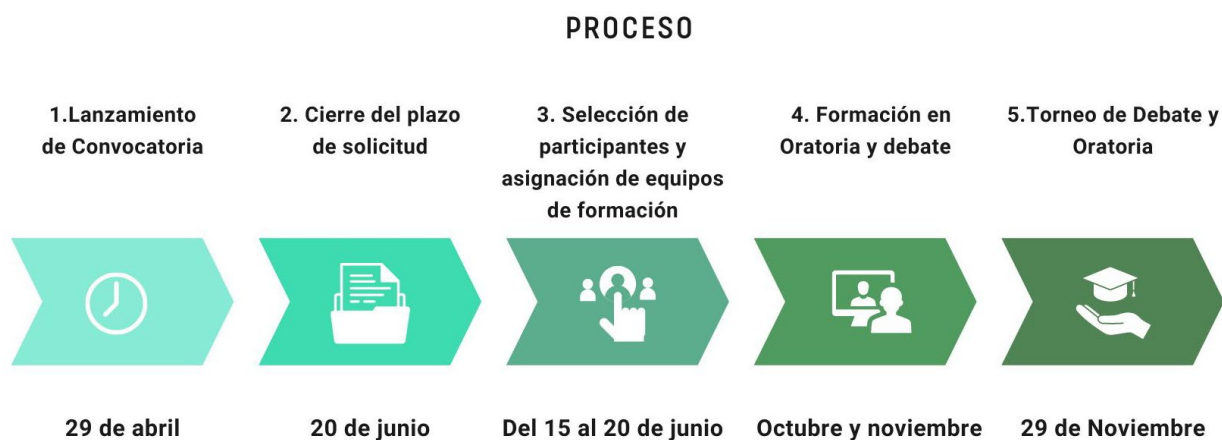 PROCESO
1.Lanzamiento
de Convocatoria
2. Cierre del plazo
de solicitud
3. Selección de
participantes y
asignación de equipos
de formación
4. Formación en
Oratoria y debate
5.Torneo de Debate y
Oratoria
29 de abril
20 de junio
Del 15 al 20 de junio
Octubre y noviembre
29 de Noviembre